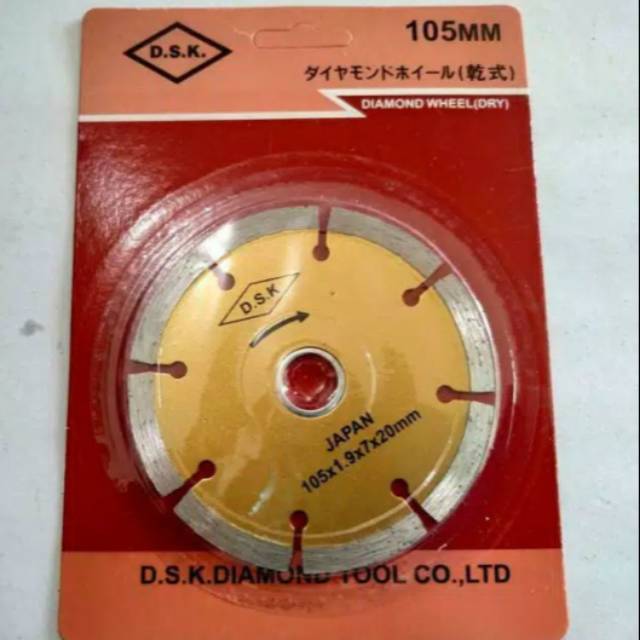 D.S.K.
105MM
ダイヤモンドホイール(乾式)
DIAMOND WHEEL(DRY)
D.S.K
JAPAN
105x1.9x7x20mm
D.S.K.DIAMOND TOOL CO.,LTD